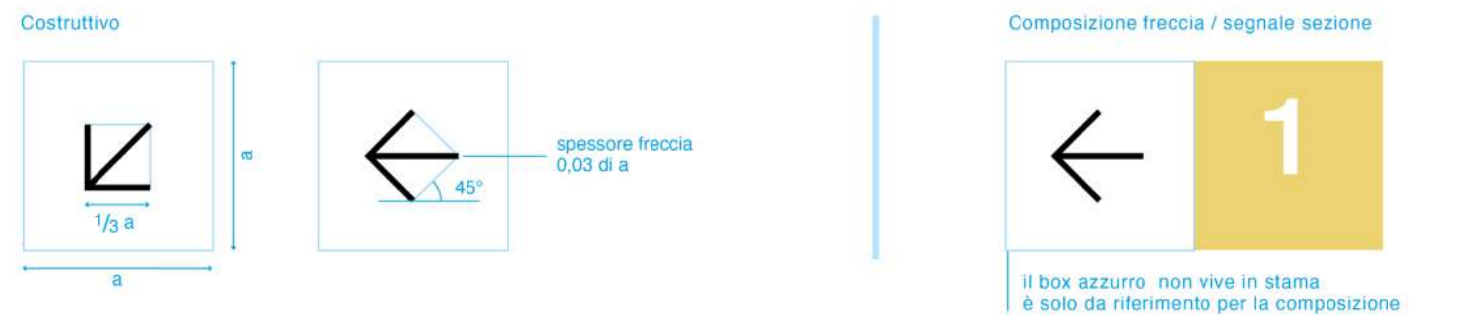 Costruttivo
Composizione freccia / segnale sezione
a
1/3 a
a
45°
spessore freccia
0,03 di a
1
il box azzurro non vive in stama
è solo da riferimento per la composizione